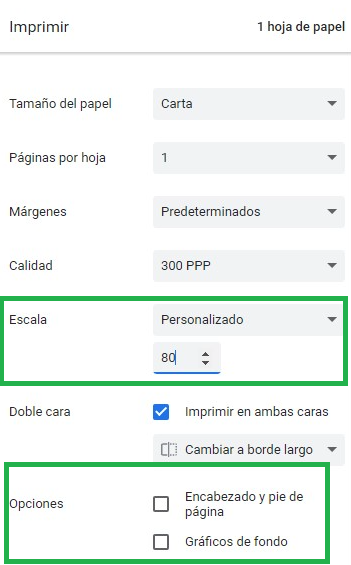 Imprimir 1 hoja de papel
Tamaño del papel Carta
Páginas por hoja 1
Márgenes Predeterminados
Calidad 300 PPP
Escala Personalizado
80
Doble cara Imprimir en ambas caras
Cambiar a borde largo
Opciones Encabezado y pie de
página
Gráficos de fondo